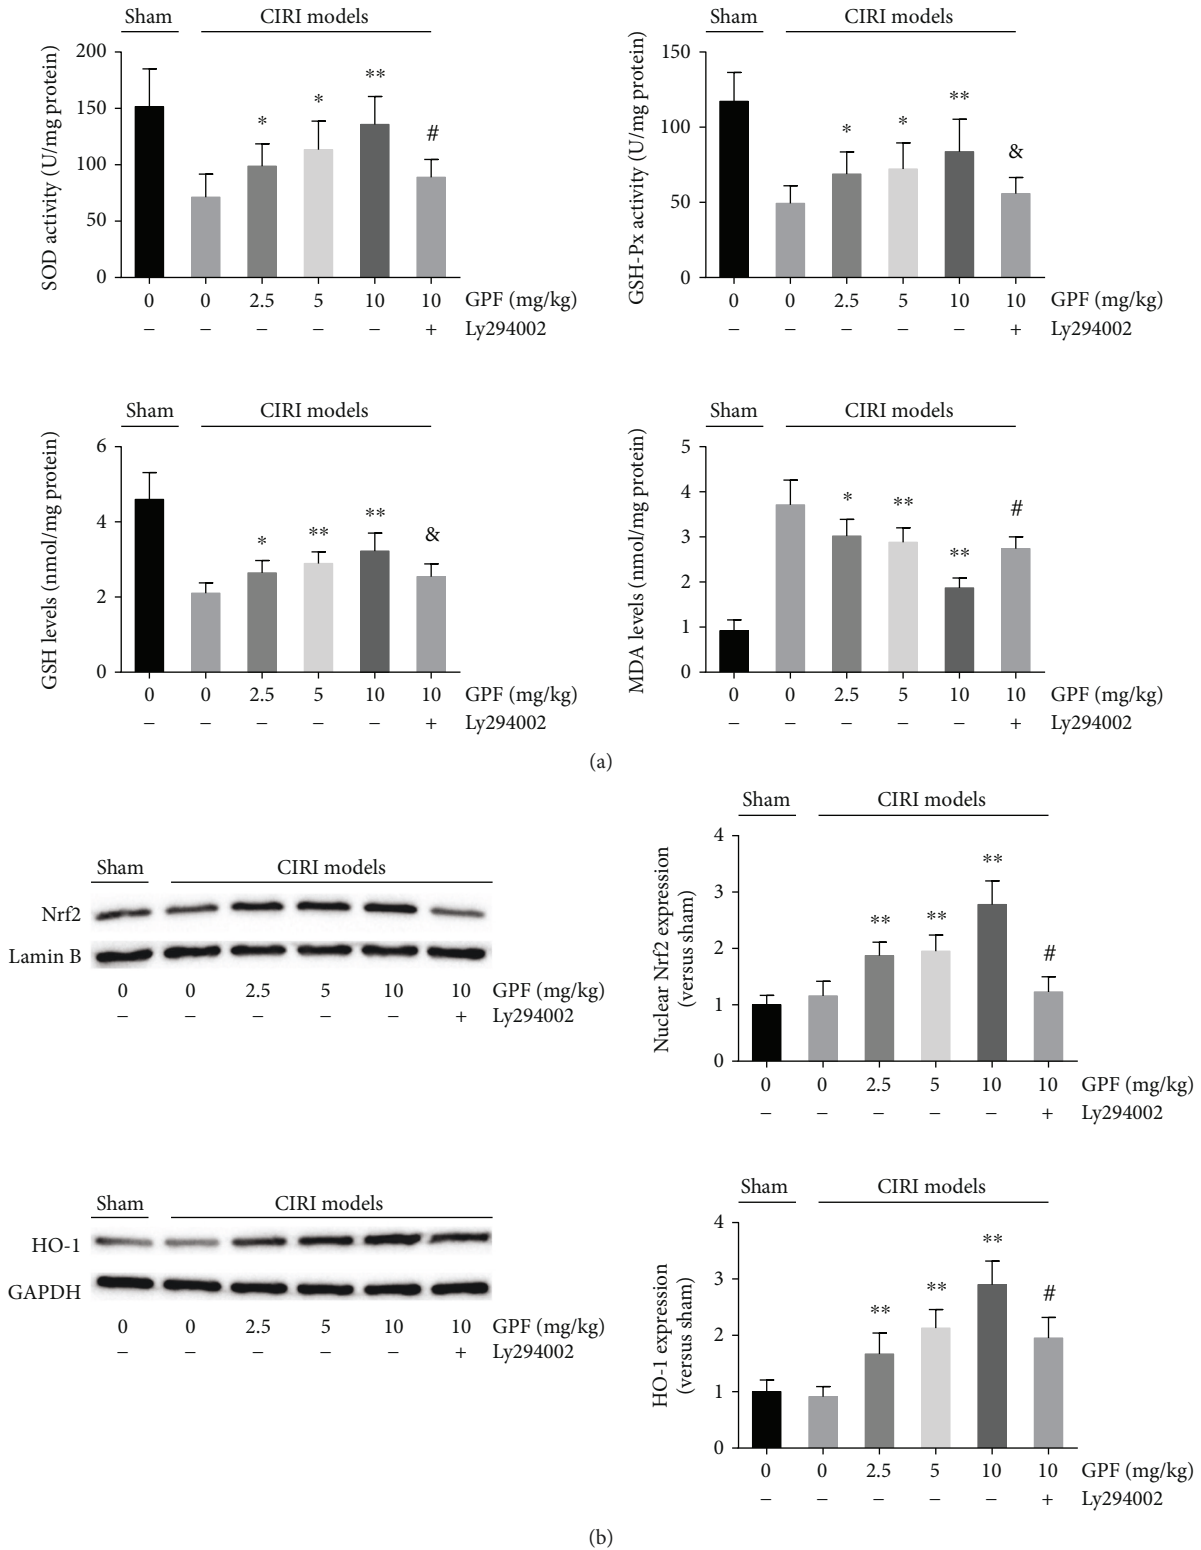 Sham CIRI models
SOD activity (U/mg protein)
200
150
100
50
0
* * ** #
0 0 2.5 5 10 10 GPF (mg/kg)
– – – – – + Ly294002
Sham CIRI models
GSH-Px activity (U/mg protein)
150
100
50
0
* * ** &
0 0 2.5 5 10 10 GPF (mg/kg)
– – – – – + Ly294002
Sham CIRI models
GSH levels (nmol/mg protein)
6
4
2
0
* ** ** &
0 0 2.5 5 10 10 GPF (mg/kg)
– – – – – + Ly294002
Sham CIRI models
MDA levels (nmol/mg protein)
5
4
3
2
1
0
* ** ** #
0 0 2.5 5 10 10 GPF (mg/kg)
– – – – – + Ly294002
(a)
Sham CIRI models
Nrf2
Lamin B
0 0 2.5 5 10 10 GPF (mg/kg)
– – – – – + Ly294002
Sham CIRI models
Nuclear Nrf2 expression
(versus sham)
4
3
2
1
0
** ** ** #
0 0 2.5 5 10 10 GPF (mg/kg)
– – – – – + Ly294002
Sham CIRI models
HO-1
GAPDH
0 0 2.5 5 10 10 GPF (mg/kg)
– – – – – + Ly294002
Sham CIRI models
HO-1 expression
(versus sham)
4
3
2
1
0
** ** ** #
0 0 2.5 5 10 10 GPF (mg/kg)
– – – – – + Ly294002
(b)